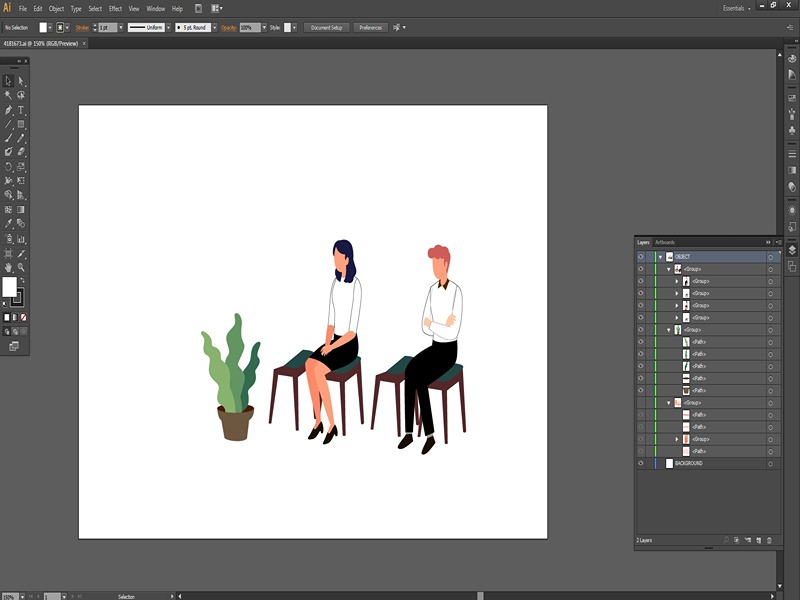 Ai File Edit Object Type Select Effect View Window Help Essentials
No Selection Stroke: 1 pt Uniform 5 pt. Round Opacity: 100% Style: Document Setup Preferences
4181673.ai @ 150% (RGB/Preview) ×
T
Layers Artboards
OBJECT
<Group>
<Group>
<Group>
<Group>
<Group>
<Group>
<Path>
<Path>
<Path>
<Path>
<Path>
<Group>
<Path>
<Path>
<Group>
<Path>
BACKGROUND
2 Layers
150% 1 Selection